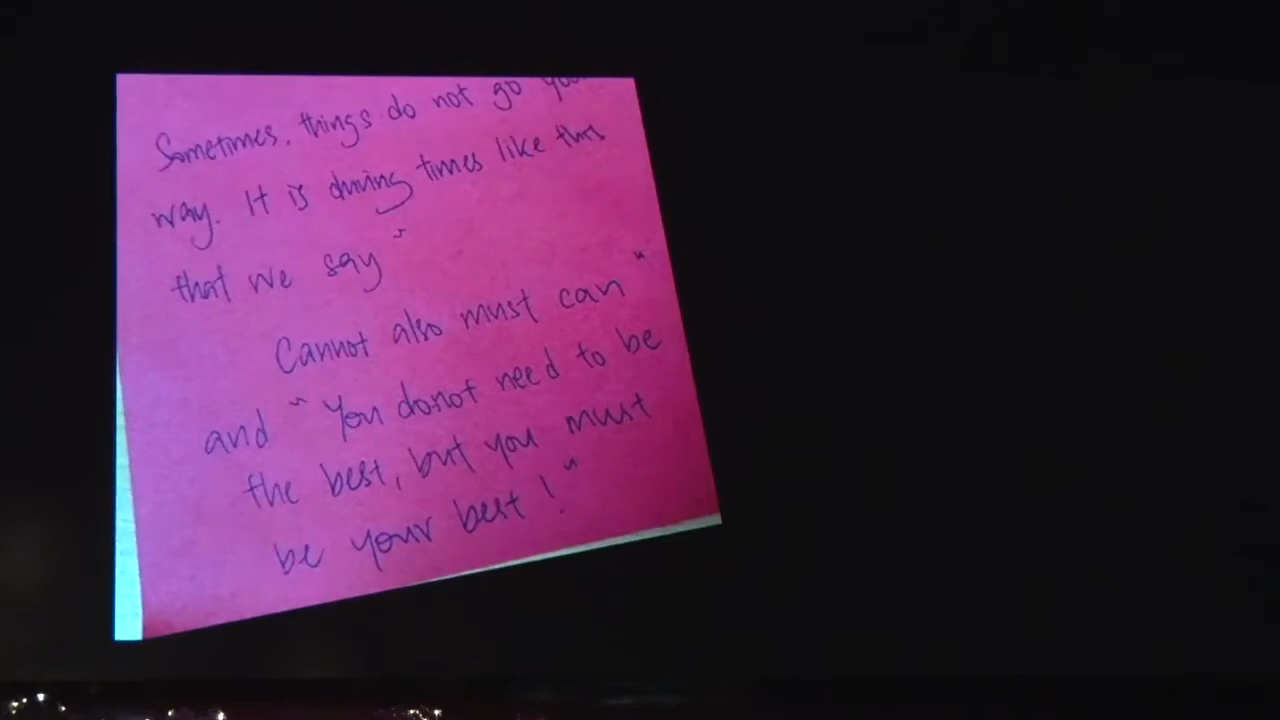 Sometimes, things do not go your
way. It is during times like this
that we say "
Cannot also must can"
and "You donot need to be
the best, but you must
be your best!"